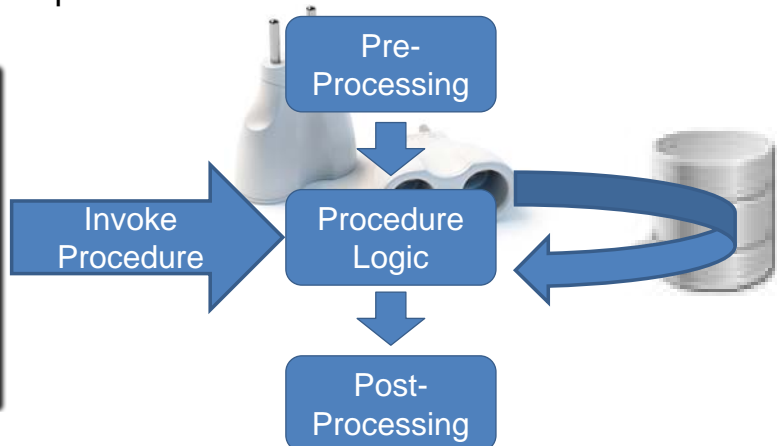 Pre-
Processing
Invoke
Procedure
Procedure
Logic
Post-
Processing